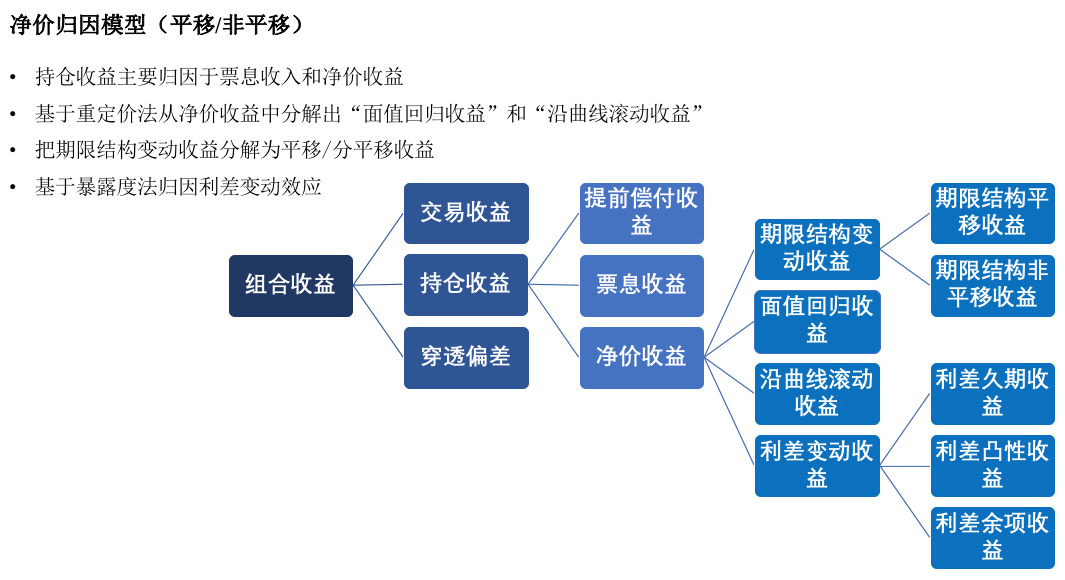 净价归因模型（平移/非平移）
• 持仓收益主要归因于票息收入和净价收益
• 基于重定价法从净价收益中分解出“面值回归收益”和“沿曲线滚动收益”
• 把期限结构变动收益分解为平移/分平移收益
• 基于暴露度法归因利差变动效应
组合收益
交易收益
持仓收益
穿透偏差
提前偿付收
益
票息收益
净价收益
期限结构变
动收益
面值回归收
益
沿曲线滚动
收益
利差变动收
益
期限结构平
移收益
期限结构非
平移收益
利差久期收
益
利差凸性收
益
利差余项收
益